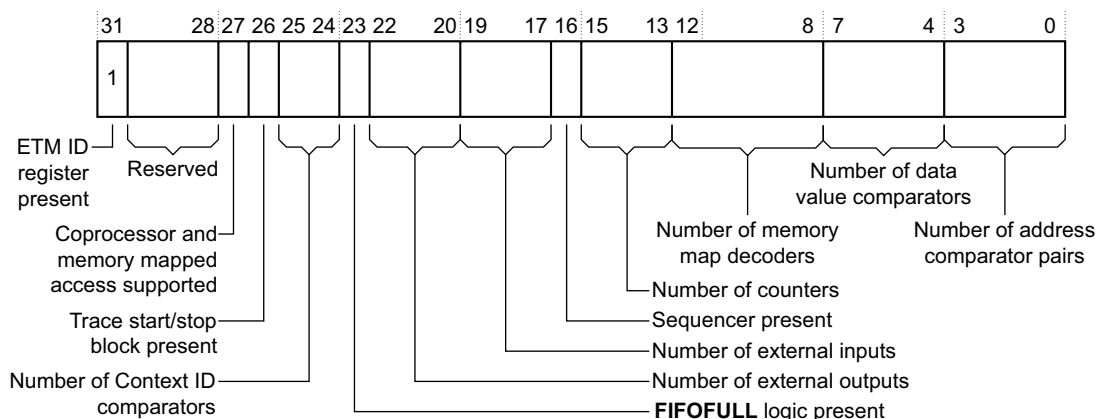 31 28 27 26 25 24 23 22 20 19 17 16 15 13 12 8 7 4 3 0
1
ETM ID
register
present
Reserved
Coprocessor and
memory mapped
access supported
Trace start/stop
block present
Number of Context ID
comparators
Number of data
value comparators
Number of memory
map decoders
Number of address
comparator pairs
Number of counters
Sequencer present
Number of external inputs
Number of external outputs
FIFOFULL logic present